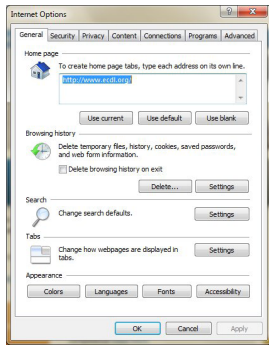 Internet Options
General Security Privacy Content Connections Programs Advanced
Home page
To create home page tabs, type each address on its own line.
http://www.ecdl.org/
Use current Use default Use blank
Browsing history
Delete temporary files, history, cookies, saved passwords,
and web form information.
Delete browsing history on exit
Delete... Settings
Search
Change search defaults. Settings
Tabs
Change how webpages are displayed in
tabs. Settings
Appearance
Colors Languages Fonts Accessibility
OK Cancel Apply